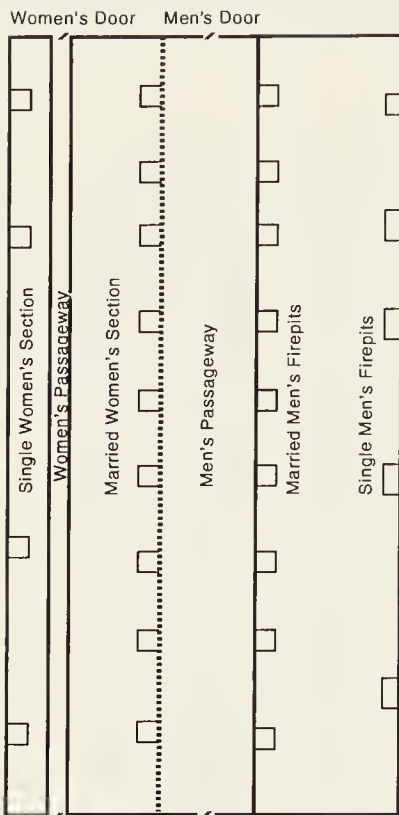 Women's Door
Men's Door
Single Women's Section
Women's Passageway
Married Women's Section
Men's Passageway
Married Men's Firepits
Single Men's Firepits